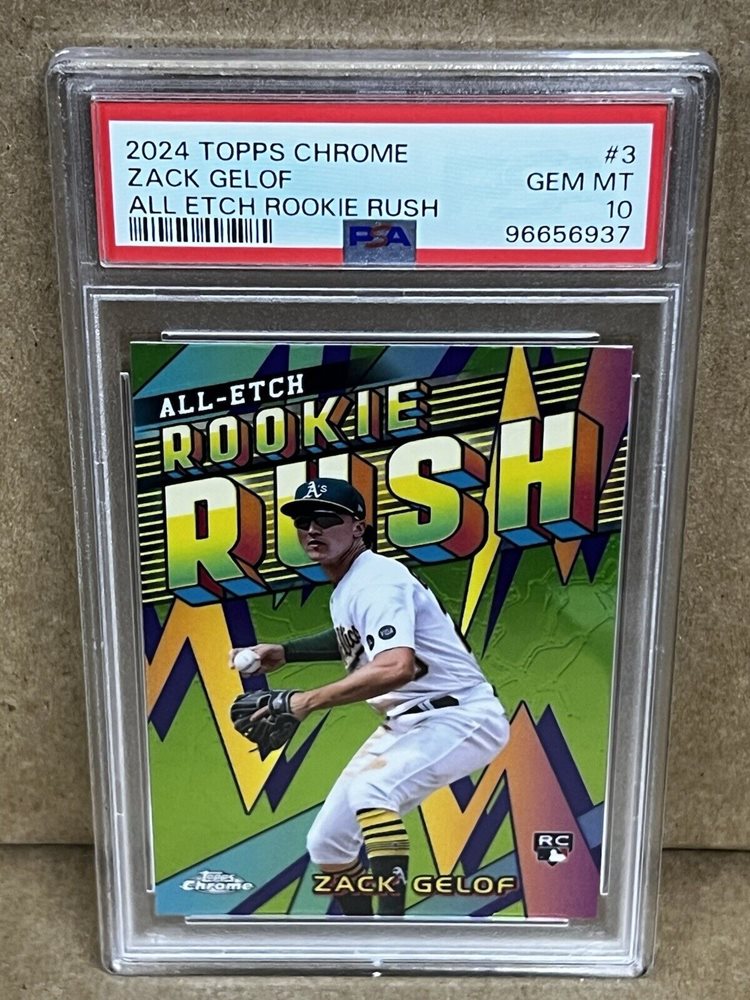 2024 TOPPS CHROME #3
ZACK GELOF GEM MT
ALL ETCH ROOKIE RUSH 10
PSA 96656937
ALL-ETCH
ROOKIE
RUSH
A's
VIDA
RC
Topps
Chrome
ZACK GELOF